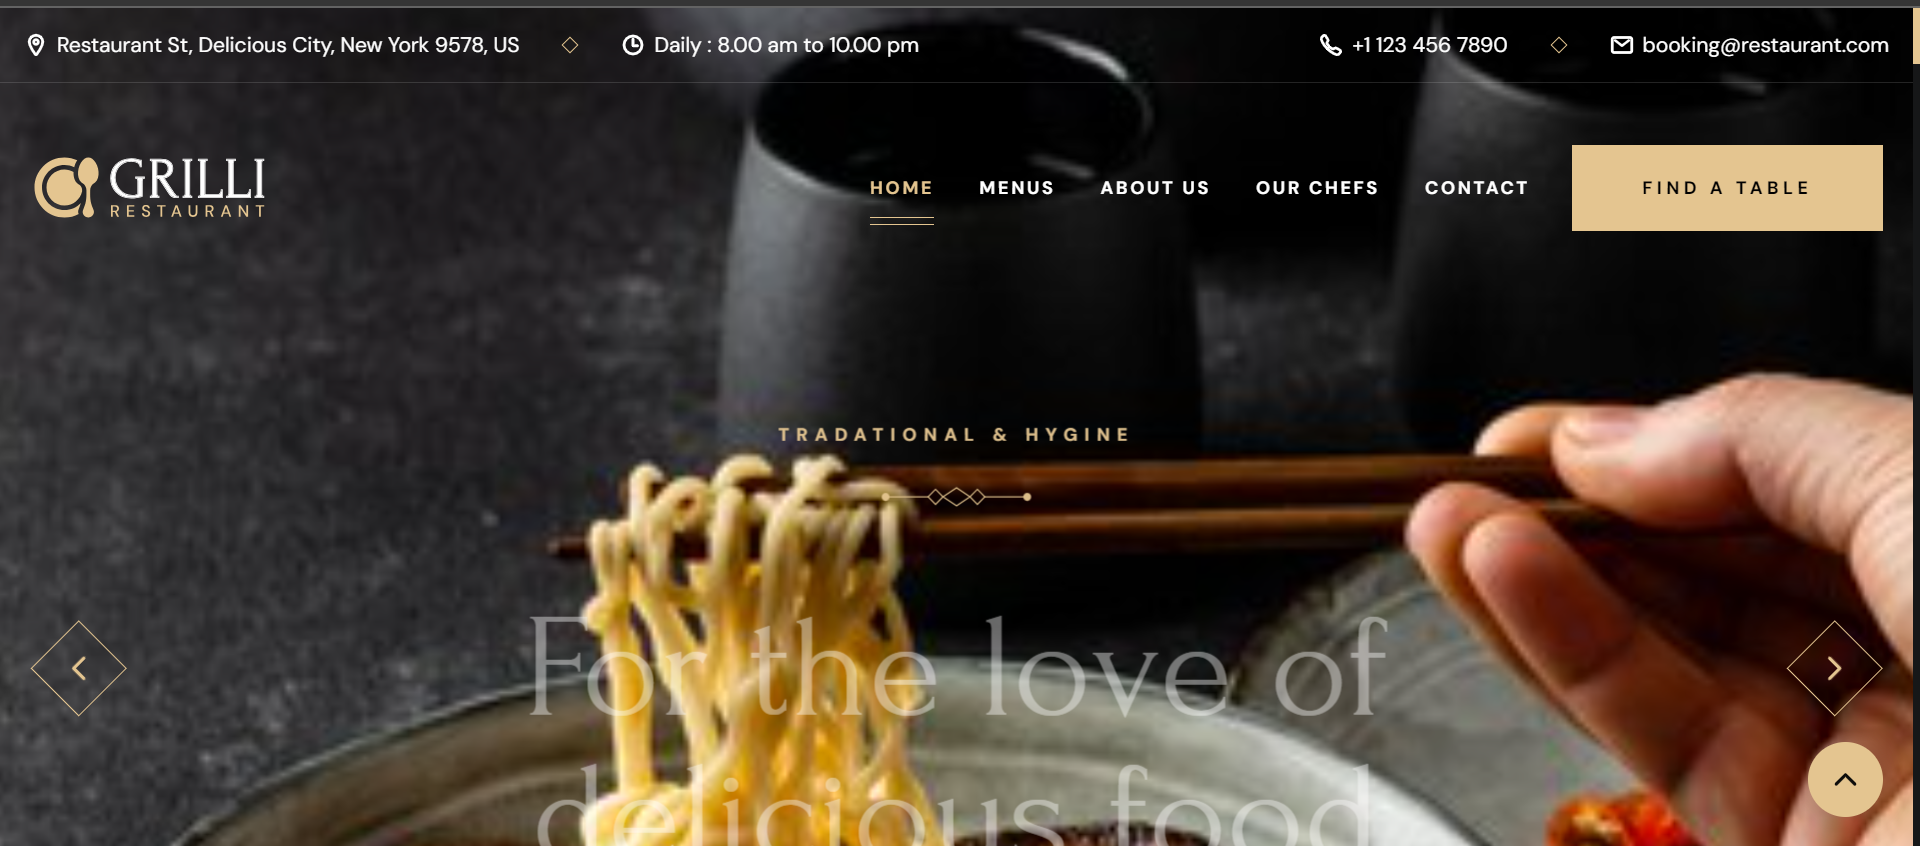 Restaurant St, Delicious City, New York 9578, US
Daily : 8.00 am to 10.00 pm
+1 123 456 7890
booking@restaurant.com
GRILLI
RESTAURANT
HOME
MENUS
ABOUT US
OUR CHEFS
CONTACT
FIND A TABLE
TRADATIONAL & HYGINE
For the love of
delicious food